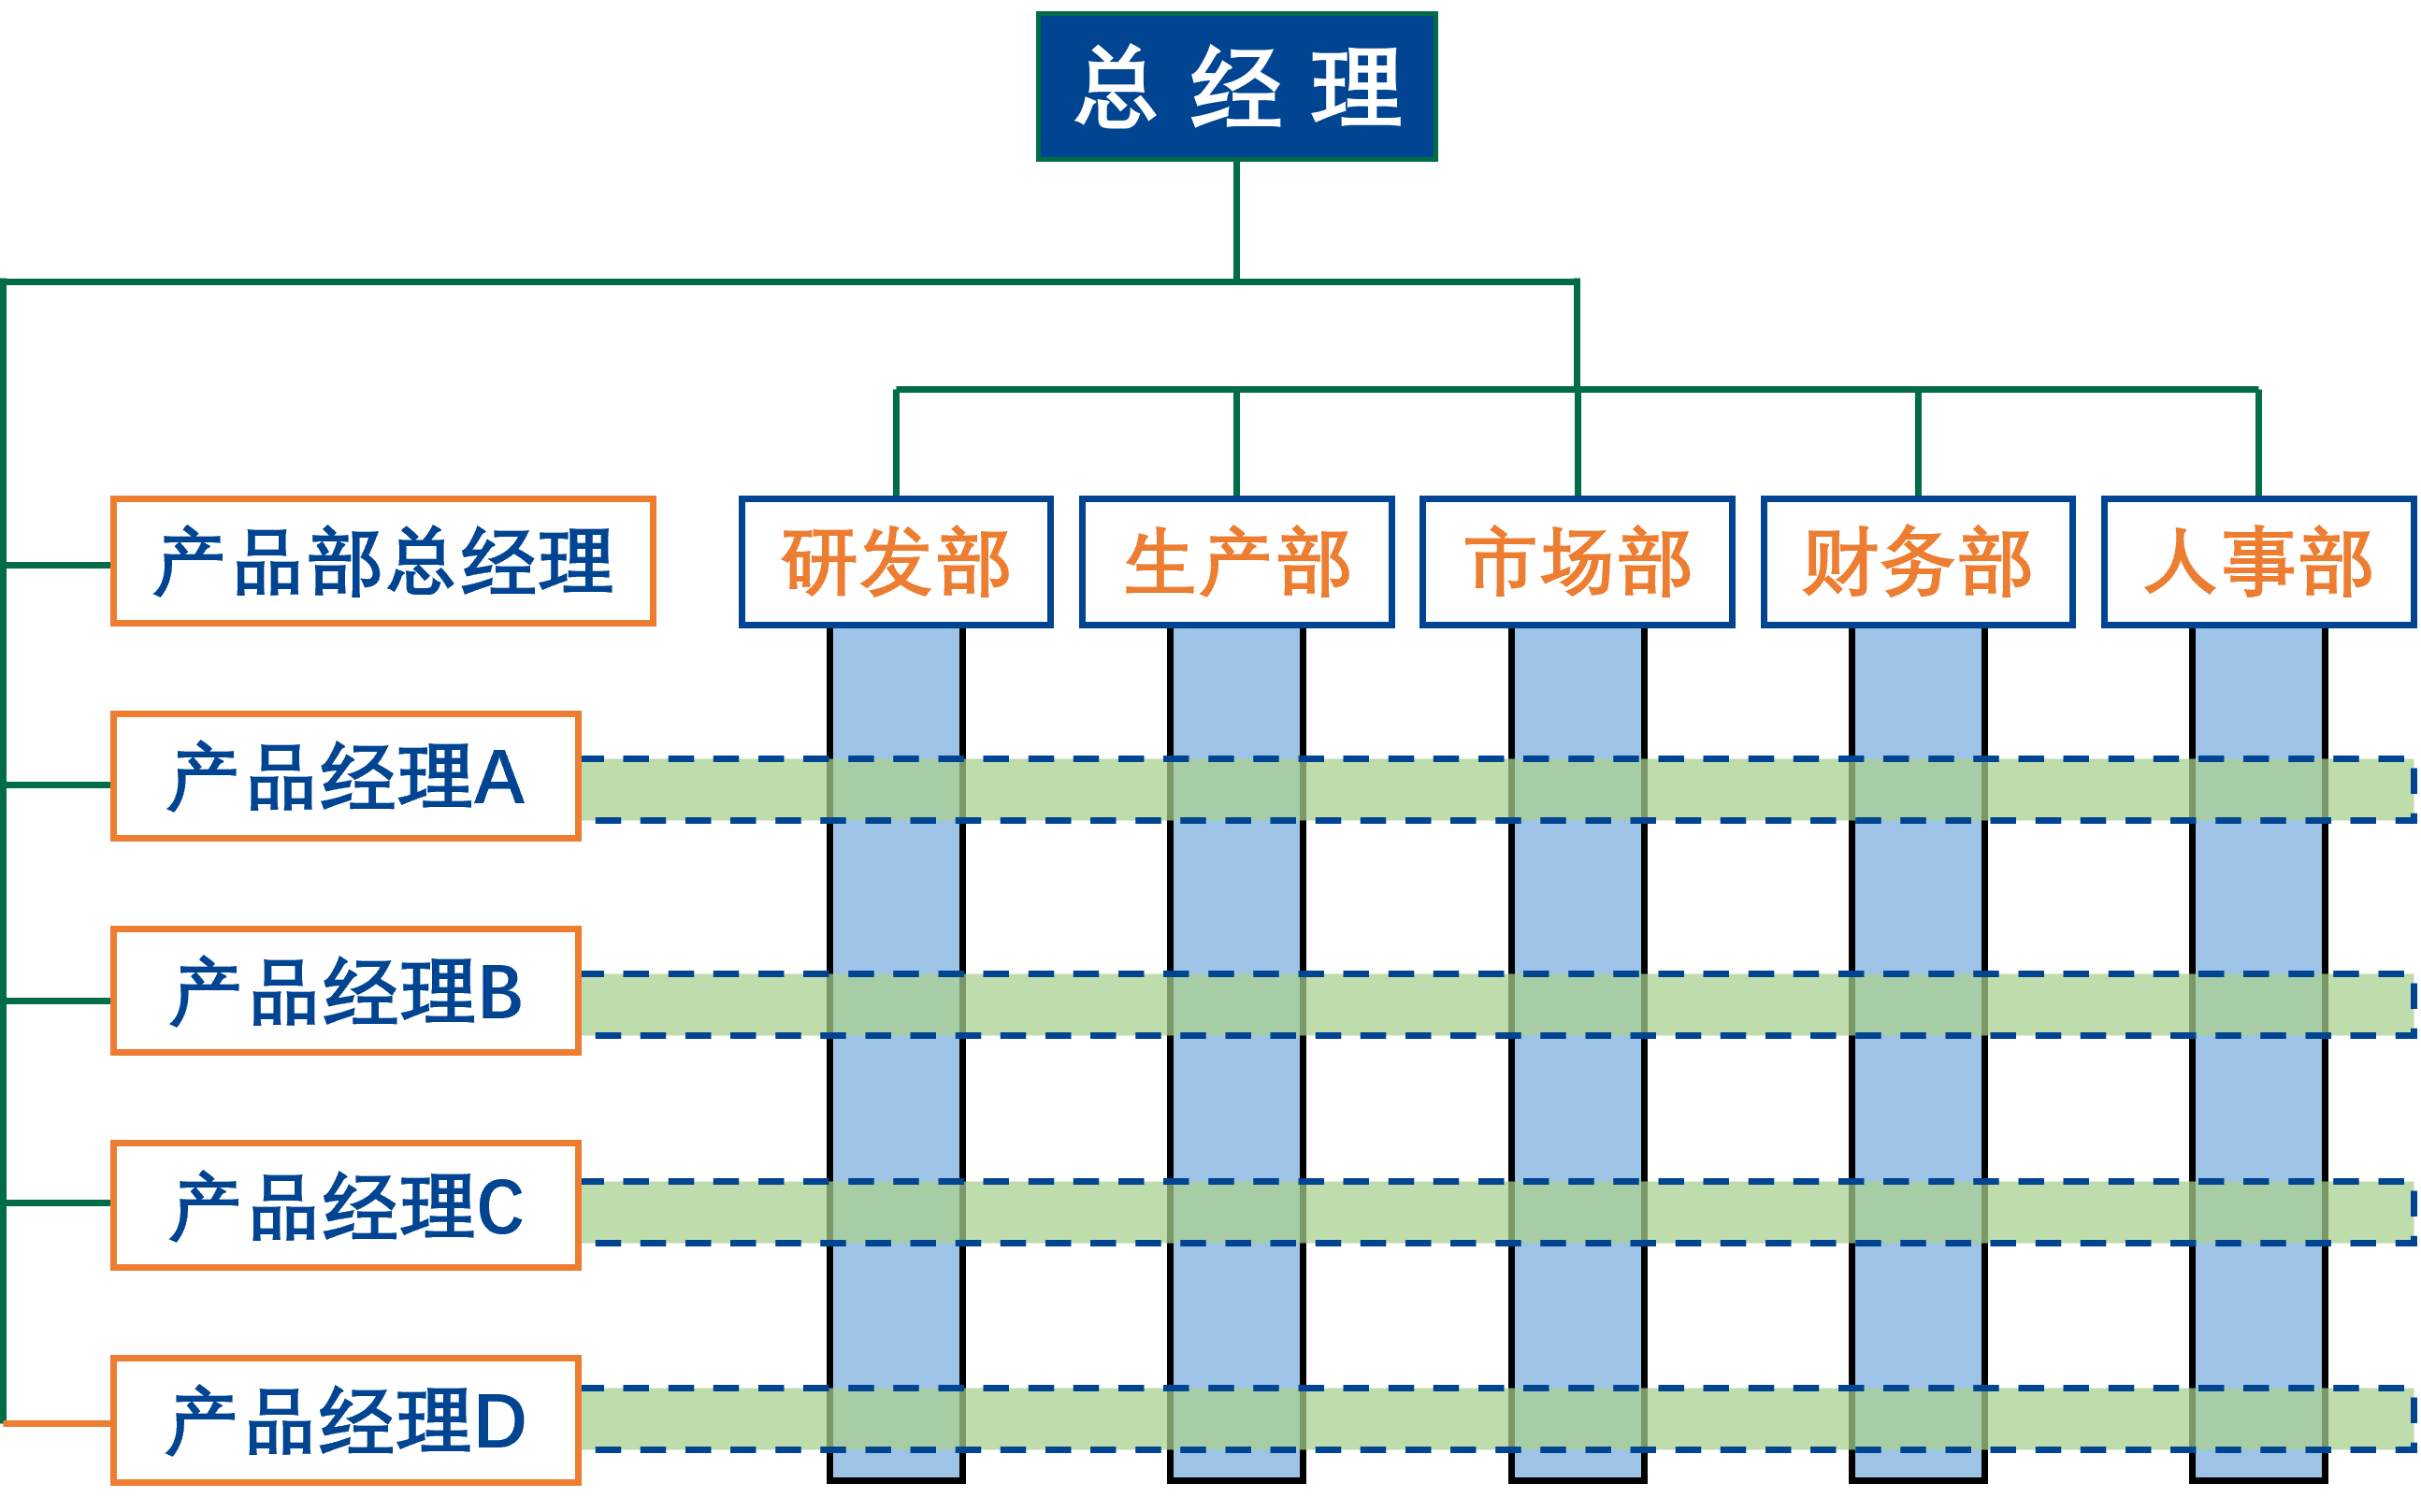 总 经 理
产品部总经理
研发部
生产部
市场部
财务部
人事部
产品经理A
产品经理B
产品经理C
产品经理D